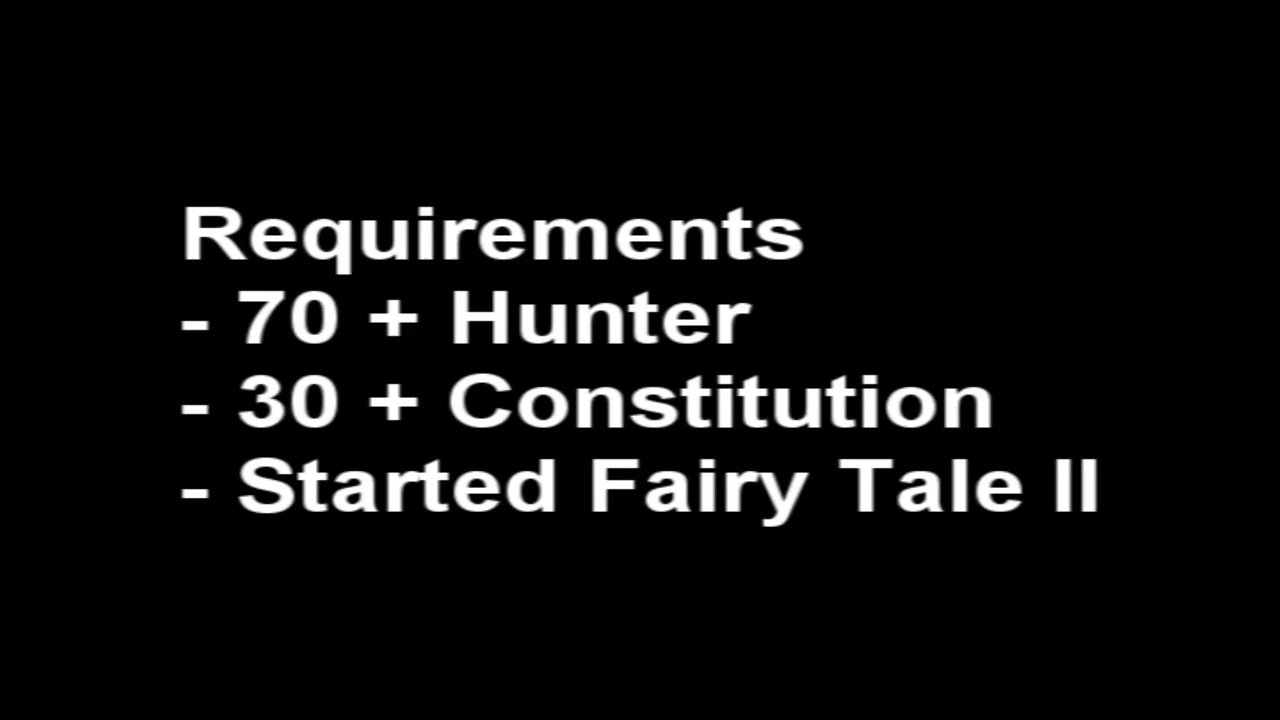 Requirements
- 70 + Hunter
- 30 + Constitution
- Started Fairy Tale II